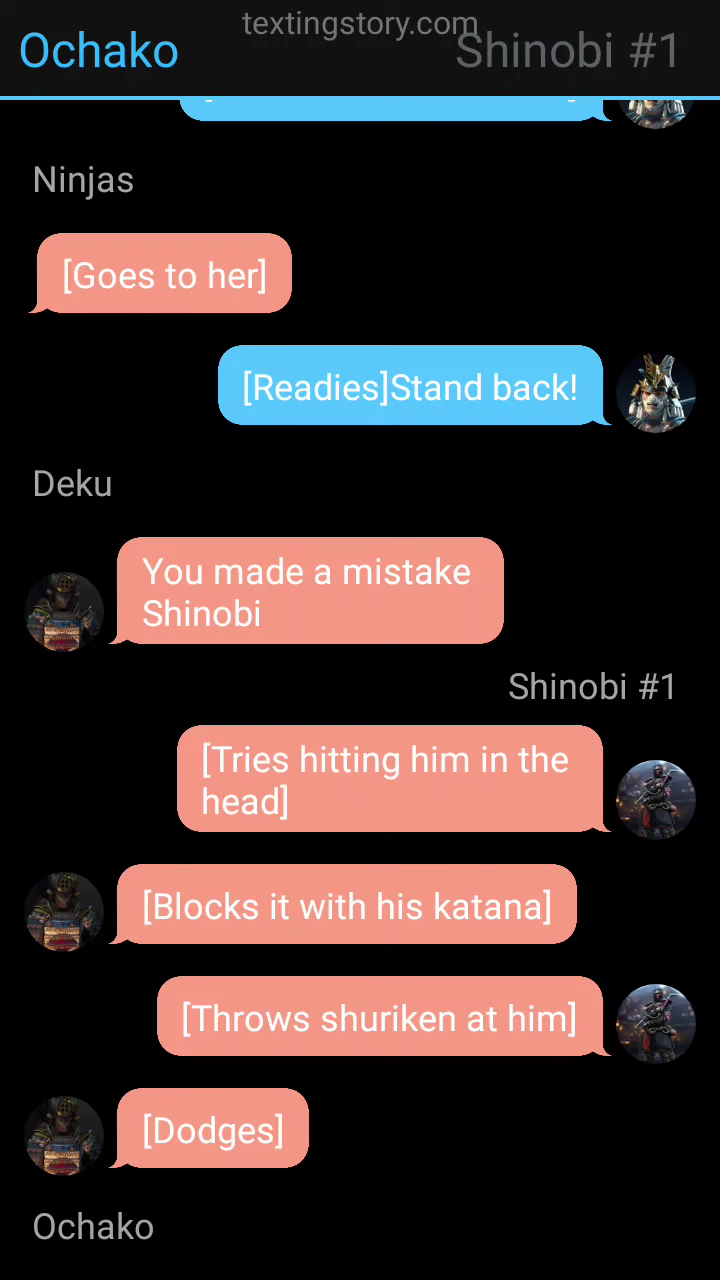 textingstory.com
Ochako
Shinobi #1
Ninjas
[Goes to her]
[Readies]Stand back!
Deku
You made a mistake
Shinobi
Shinobi #1
[Tries hitting him in the
head]
[Blocks it with his katana]
[Throws shuriken at him]
[Dodges]
Ochako